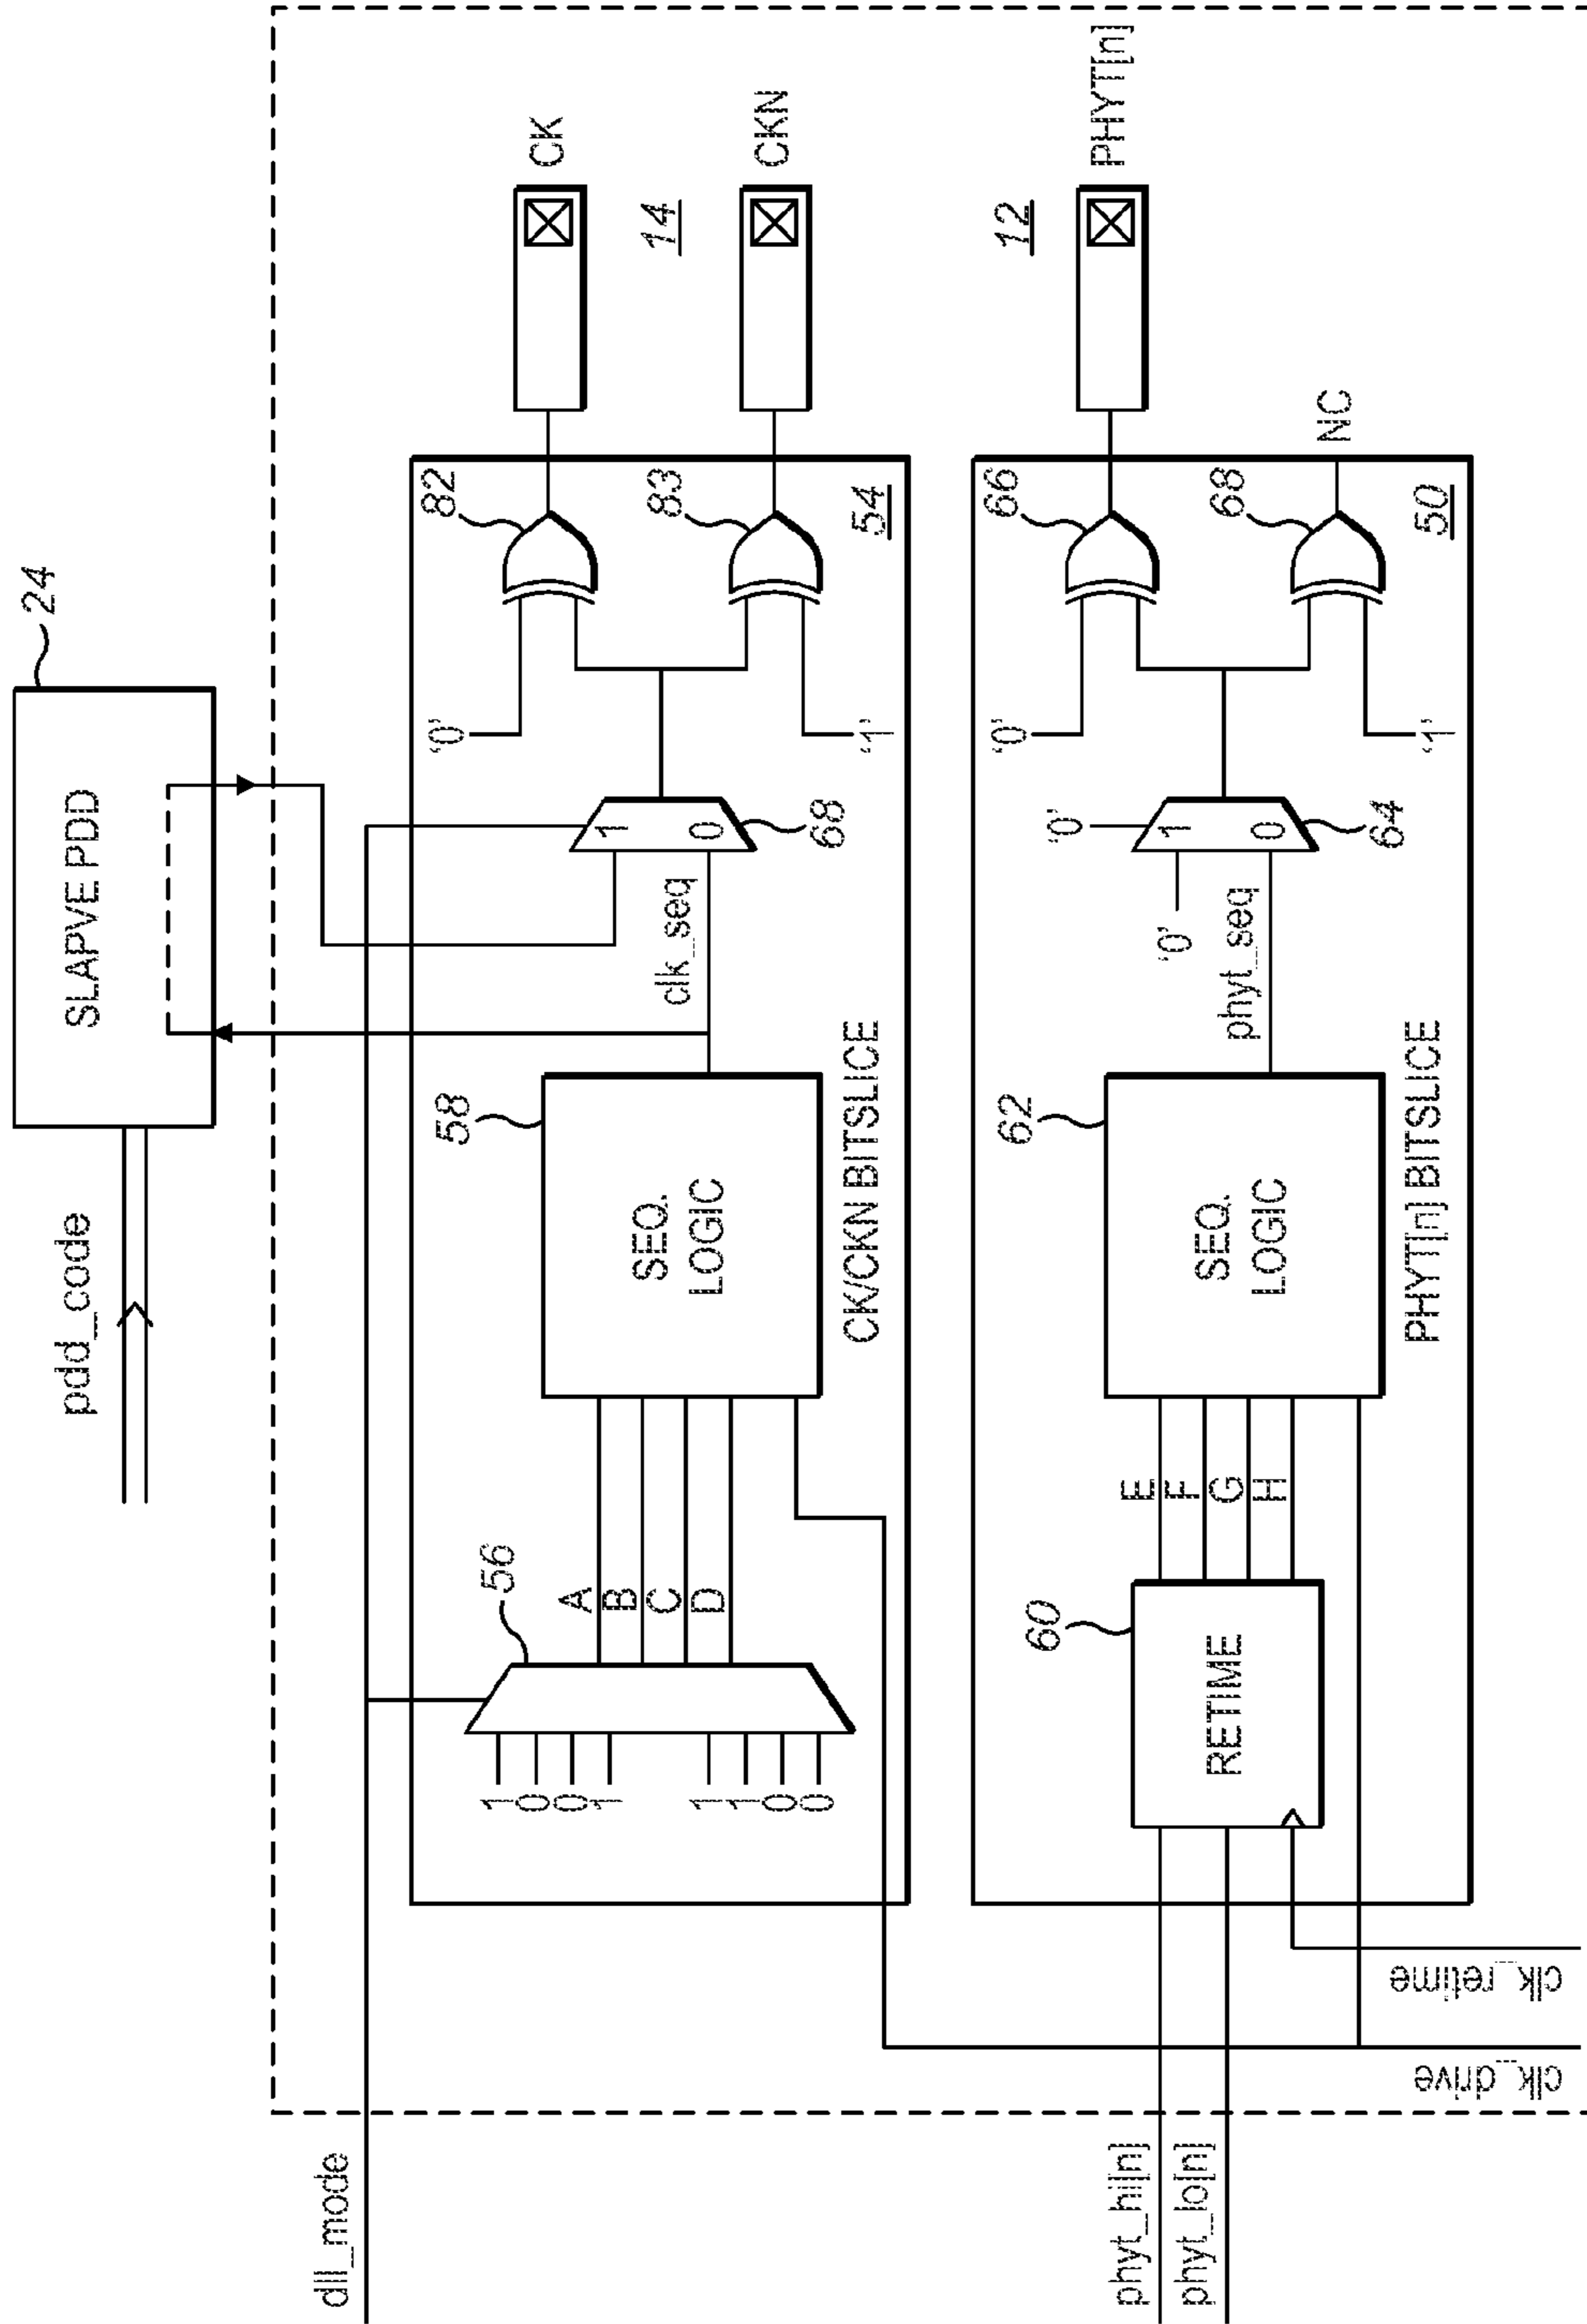 24
SLAPVE PDD
pdd_code
dll_mode
56
1
0
0
1
1
1
0
0
A
B
C
D
58
SEQ.
LOGIC
clk_seq
1
0
68
'0'
'1'
82
83
54
CK/CKN BITSLICE
CK
14
CKN
phyt_hi[n]
phyt_lo[n]
60
RETIME
E
F
G
H
62
SEQ.
LOGIC
phyt_seq
'0'
'0'
1
0
64
'0'
'1'
66
68
50
PHYT[n] BITSLICE
12
PHYT[n]
NC
clk_drive
clk_retime